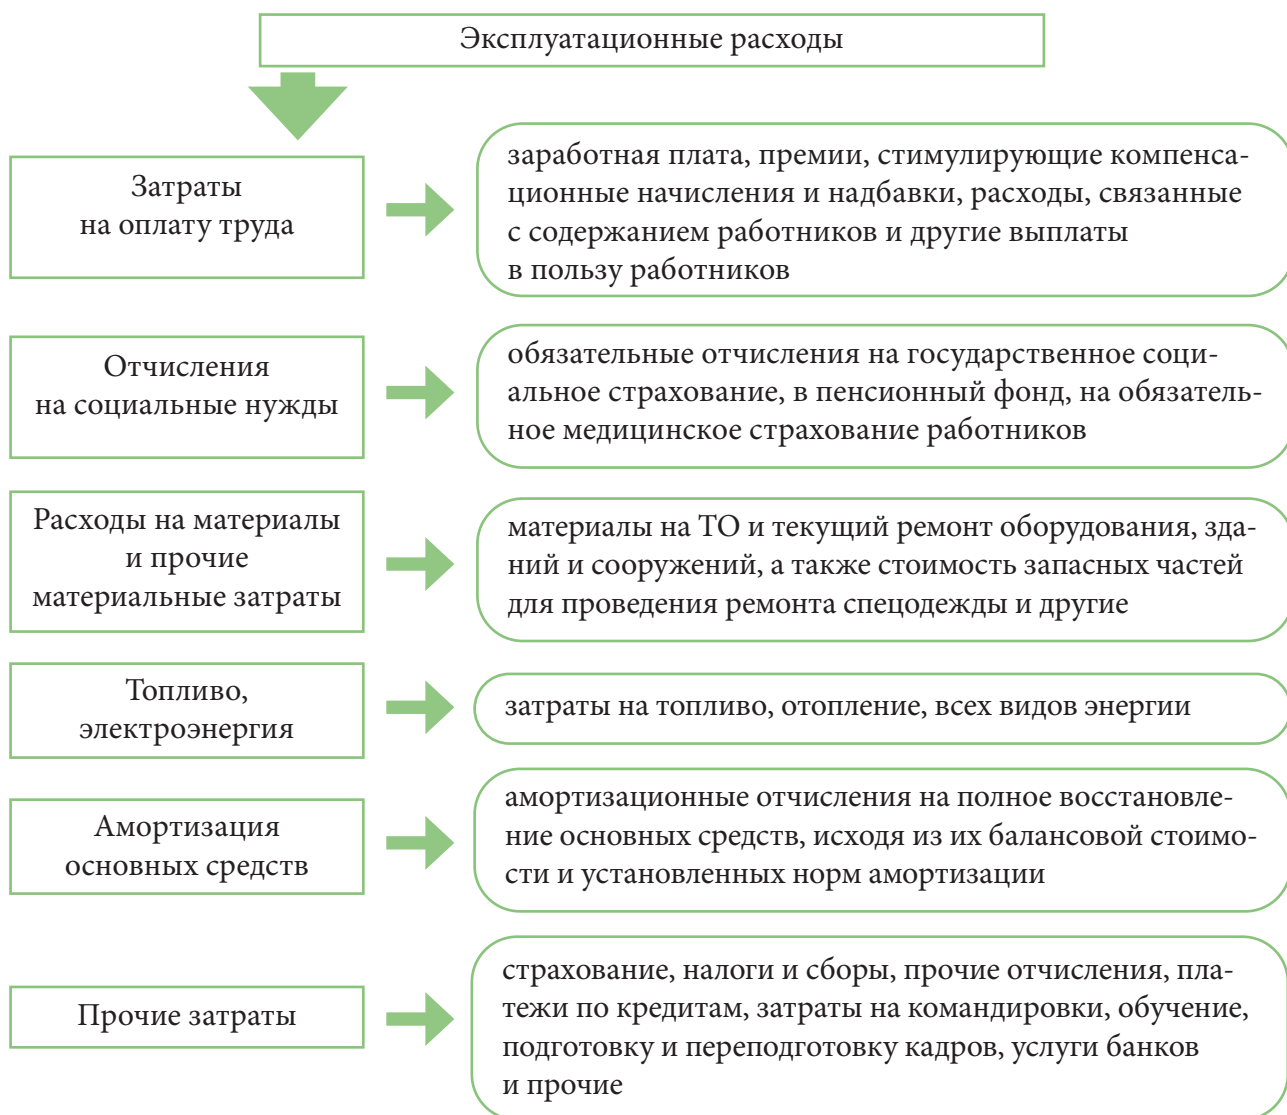 Эксплуатационные расходы
Затраты
на оплату труда
заработная плата, премии, стимулирующие компенса-
ционные начисления и надбавки, расходы, связанные
с содержанием работников и другие выплаты
в пользу работников
Отчисления
на социальные нужды
обязательные отчисления на государственное соци-
альное страхование, в пенсионный фонд, на обязатель-
ное медицинское страхование работников
Расходы на материалы
и прочие
материальные затраты
материалы на ТО и текущий ремонт оборудования, зда-
ний и сооружений, а также стоимость запасных частей
для проведения ремонта спецодежды и другие
Топливо,
электроэнергия
затраты на топливо, отопление, всех видов энергии
Амортизация
основных средств
амортизационные отчисления на полное восстановле-
ние основных средств, исходя из их балансовой стоимо-
сти и установленных норм амортизации
Прочие затраты
страхование, налоги и сборы, прочие отчисления, пла-
тежи по кредитам, затраты на командировки, обучение,
подготовку и переподготовку кадров, услуги банков
и прочие